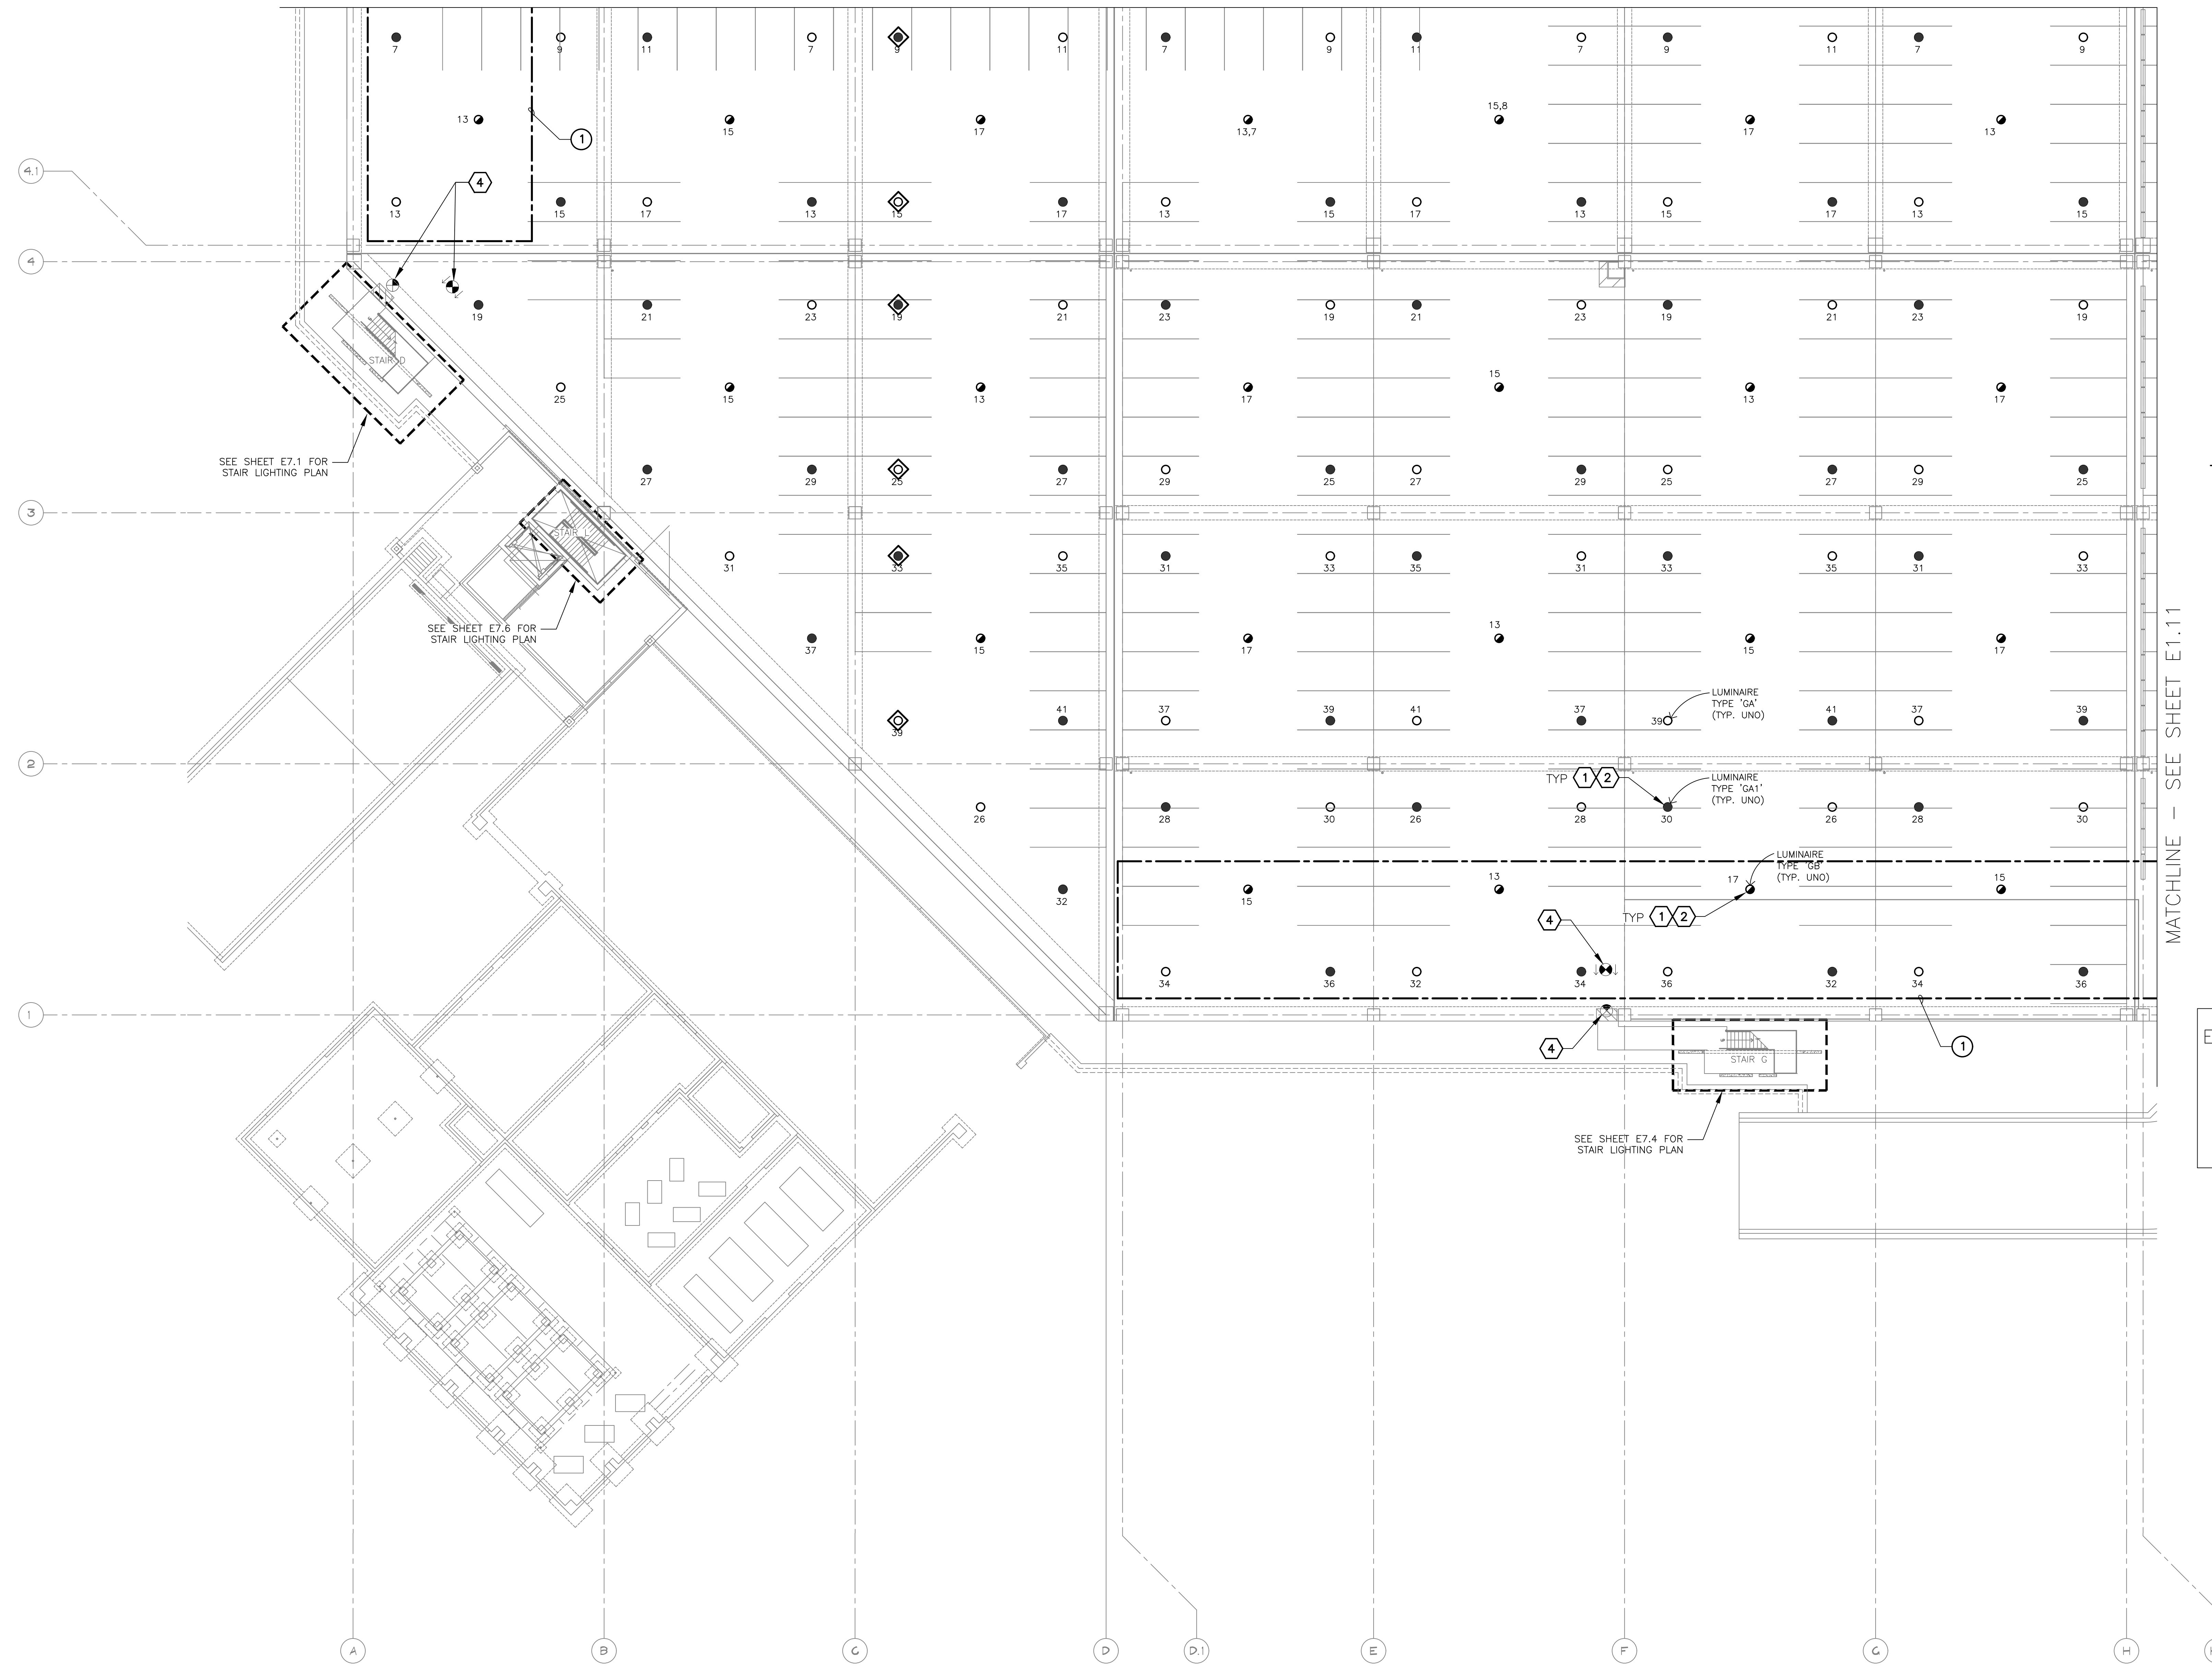 7 9 11 7 9 11 7 9 11 7 9 11 7 9
15,8
13 15 17 13,7 17 13
1
4.1
4
13 15 17 13 15 17 13 15 17 13 15 17 13 15
4
19 21 23 19 21 23 19 21 23 19 21 23 19
STAIR D
15
25 15 13 17 13 17
SEE SHEET E7.1 FOR
STAIR LIGHTING PLAN
27 29 25 27 29 25 27 29 25 27 29 25
3
STAIR E
31 33 35 31 33 35 31 33 35 31 33
SEE SHEET E7.6 FOR
STAIR LIGHTING PLAN
13
37 15 17 15 17
MATCHLINE - SEE SHEET E1.11
LUMINAIRE
TYPE 'GA'
(TYP. UNO)
41 37 39 41 37 39 41 37 39
39
2
TYP 1 2
LUMINAIRE
TYPE 'GA1'
(TYP. UNO)
26 28 30 26 28 30 26 28 30
LUMINAIRE
TYPE 'GB'
(TYP. UNO)
13 17 15
32 15
TYP 1 2
4
34 36 32 34 36 32 34 36
1
4
1
STAIR G
SEE SHEET E7.4 FOR
STAIR LIGHTING PLAN
A B C D D.1 E F G H